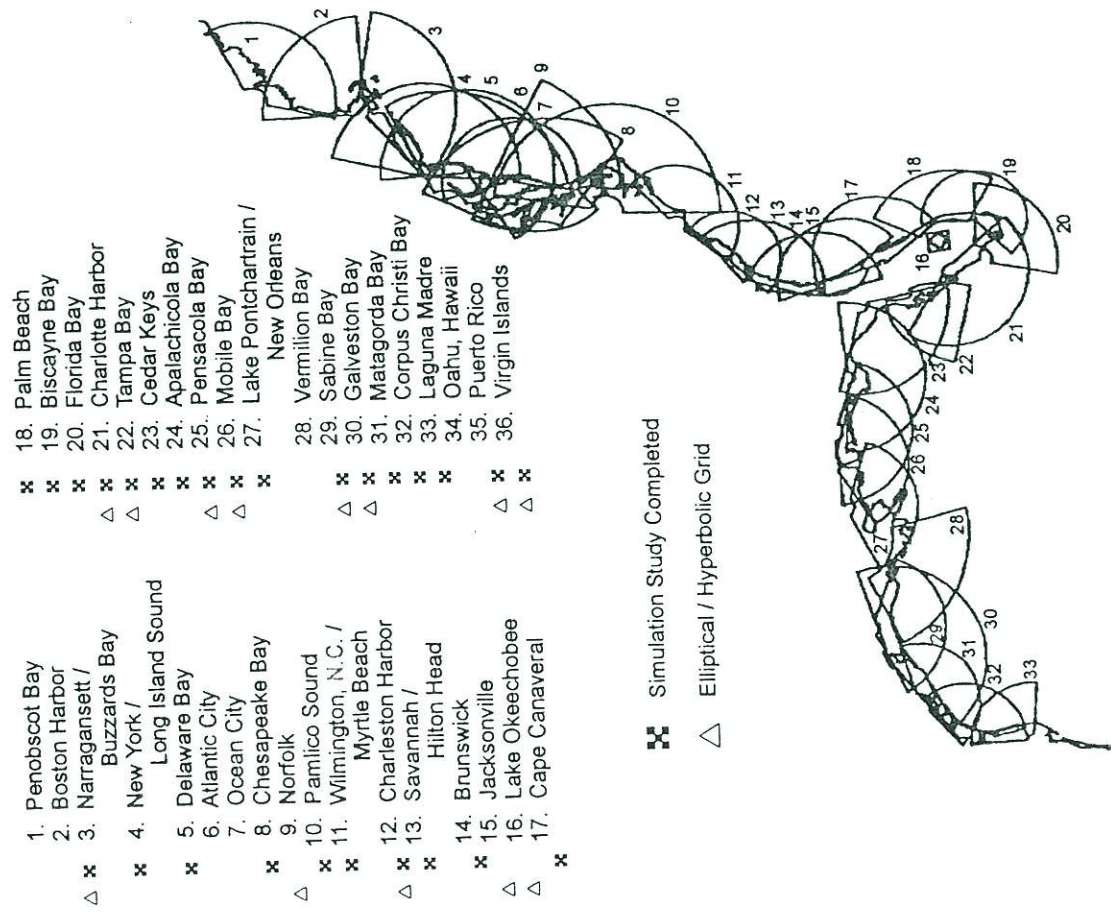 1. Penobscot Bay
2. Boston Harbor
△ ✖ 3. Narragansett /
Buzzards Bay
✖ 4. New York /
Long Island Sound
✖ 5. Delaware Bay
6. Atlantic City
7. Ocean City
✖ 8. Chesapeake Bay
9. Norfolk
△ 10. Pamlico Sound
✖ 11. Wilmington, N.C. /
✖ Myrtle Beach
12. Charleston Harbor
△ ✖ 13. Savannah /
✖ Hilton Head
14. Brunswick
✖ 15. Jacksonville
△ 16. Lake Okeechobee
△ 17. Cape Canaveral
✖
✖ 18. Palm Beach
✖ 19. Biscayne Bay
✖ 20. Florida Bay
△ ✖ 21. Charlotte Harbor
△ ✖ 22. Tampa Bay
✖ 23. Cedar Keys
✖ 24. Apalachicola Bay
△ ✖ 25. Pensacola Bay
△ ✖ 26. Mobile Bay
✖ 27. Lake Pontchartrain /
New Orleans
28. Vermilion Bay
29. Sabine Bay
△ ✖ 30. Galveston Bay
△ ✖ 31. Matagorda Bay
✖ 32. Corpus Christi Bay
✖ 33. Laguna Madre
✖ 34. Oahu, Hawaii
△ ✖ 35. Puerto Rico
△ ✖ 36. Virgin Islands
✖ Simulation Study Completed
△ Elliptical / Hyperbolic Grid
1
2
3
4
5
6
7
9
8
10
11
12
13
14
15
17
18
16
19
20
21
22
23
24
25
26
27
28
29
30
31
32
33